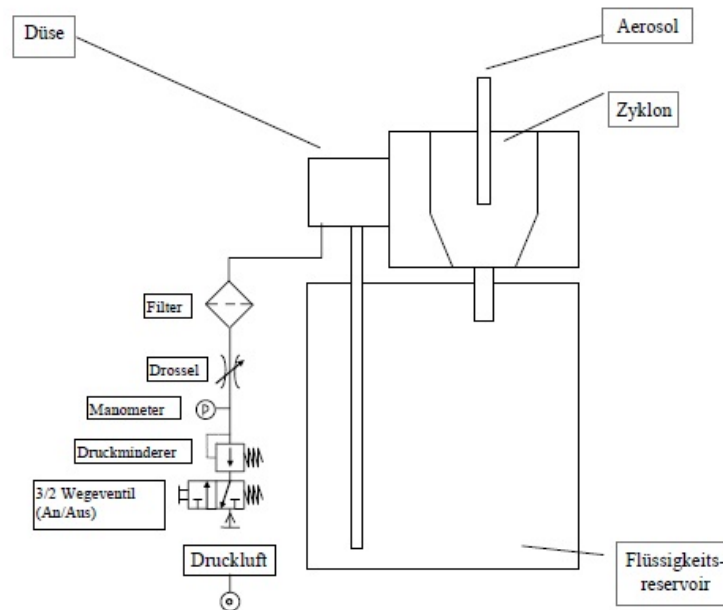 Düse
Aerosol
Zyklon
Filter
Drossel
Manometer
P
Druckminderer
3/2 Wegeventil
(An/Aus)
Druckluft
Flüssigkeits-
reservoir